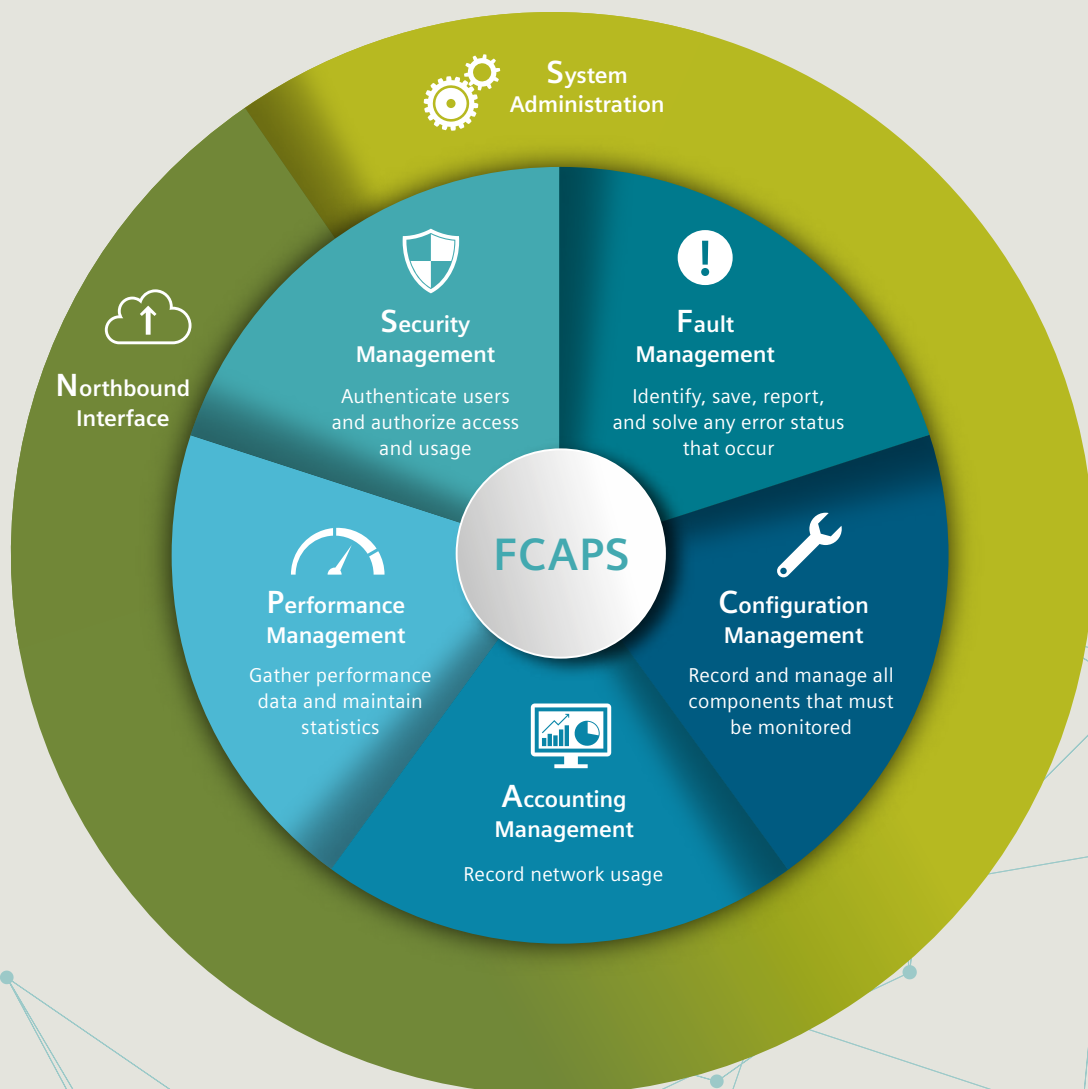 System
Administration
Northbound
Interface
Security
Management
Authenticate users
and authorize access
and usage
Fault
Management
Identify, save, report,
and solve any error status
that occur
FCAPS
Performance
Management
Gather performance
data and maintain
statistics
Configuration
Management
Record and manage all
components that must
be monitored
Accounting
Management
Record network usage